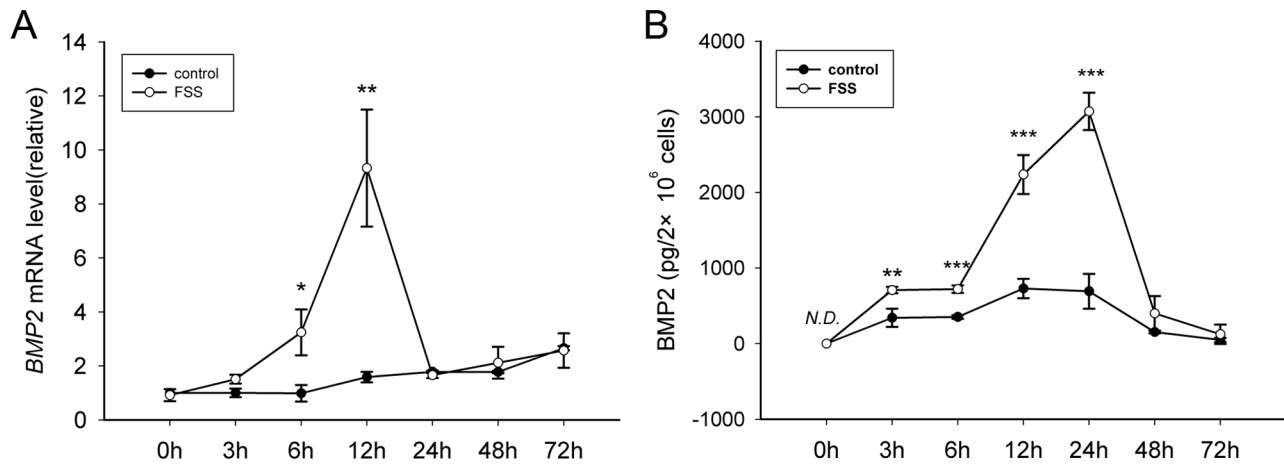 A
BMP2 mRNA level(relative)
14
12
10
8
6
4
2
0
control
FSS
*
**
0h 3h 6h 12h 24h 48h 72h
B
BMP2 (pg/2× 10⁶ cells)
4000
3000
2000
1000
0
-1000
control
FSS
N.D.
**
***
***
***
0h 3h 6h 12h 24h 48h 72h